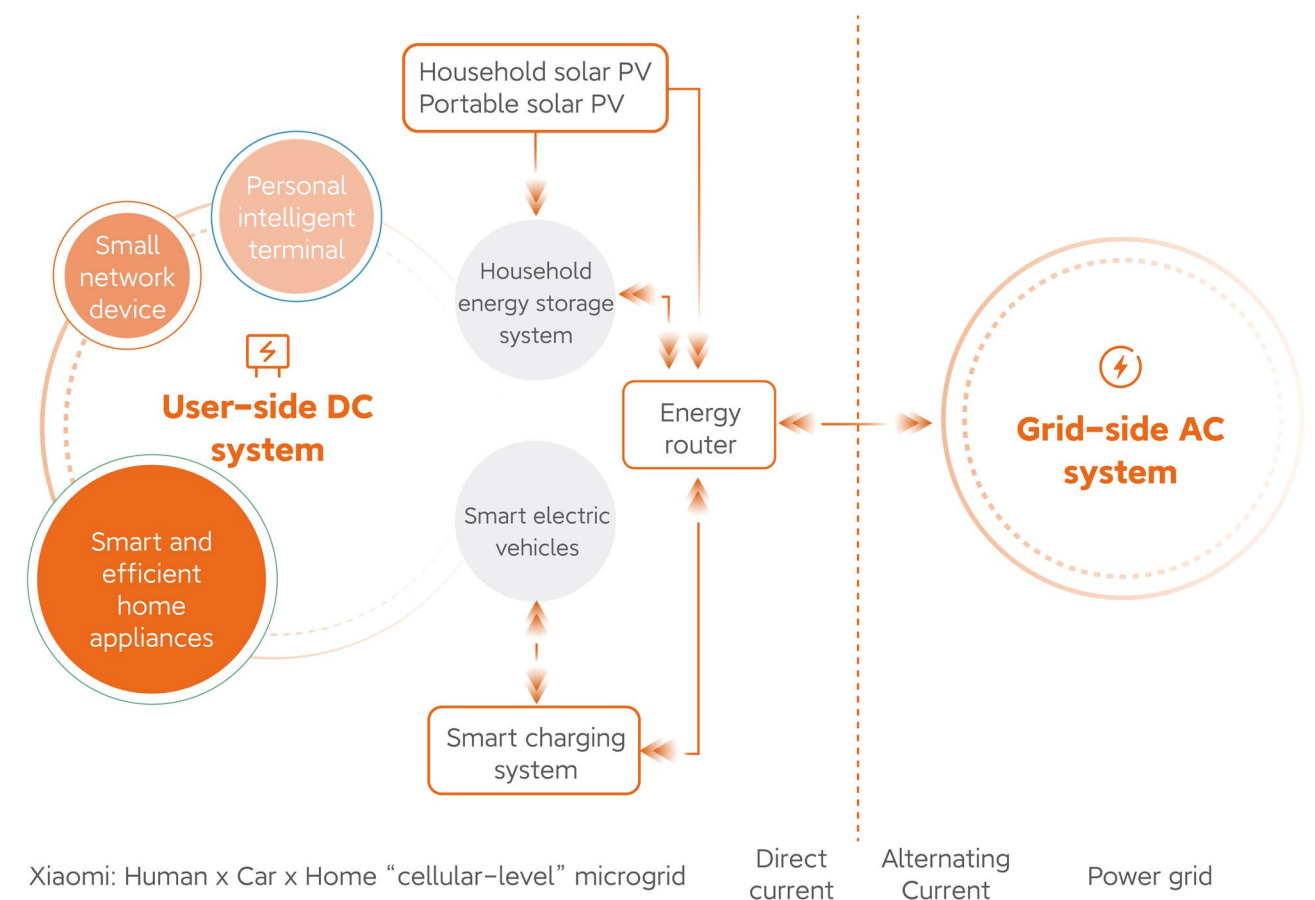 Household solar PV
Portable solar PV
Personal
intelligent
terminal
Small
network
device
Household
energy storage
system
User-side DC
system
Energy
router
Grid-side AC
system
Smart electric
vehicles
Smart and
efficient
home
appliances
Smart charging
system
Xiaomi: Human x Car x Home “cellular-level” microgrid
Direct
current
Alternating
Current
Power grid